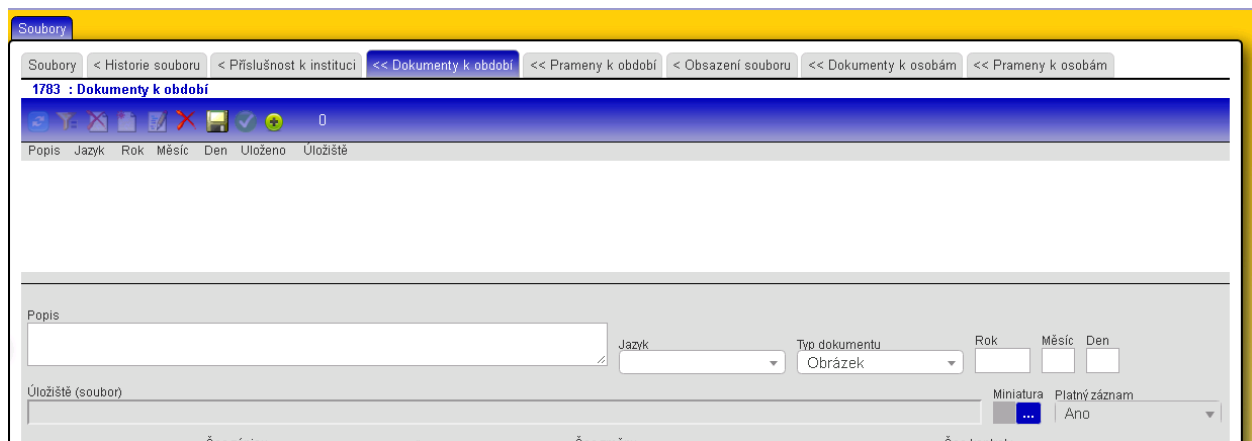 Soubory
Soubory < Historie souboru < Příslušnost k instituci << Dokumenty k období << Prameny k období < Obsazení souboru << Dokumenty k osobám << Prameny k osobám
1783 : Dokumenty k období
0
Popis Jazyk Rok Měsíc Den Uloženo Úložiště
Popis
Jazyk Typ dokumentu Rok Měsíc Den
Obrázek
Úložiště (soubor) Miniatura Platný záznam
... Ano